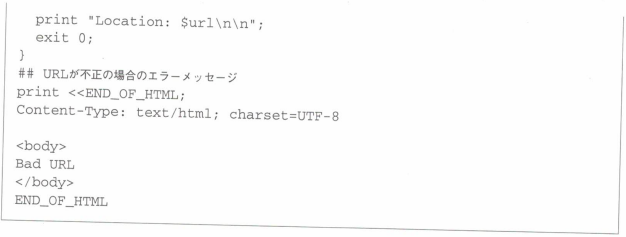 print "Location: $url\n\n";
exit 0;
}
## URLが不正の場合のエラーメッセージ
print <<END_OF_HTML;
Content-Type: text/html; charset=UTF-8
<body>
Bad URL
</body>
END_OF_HTML